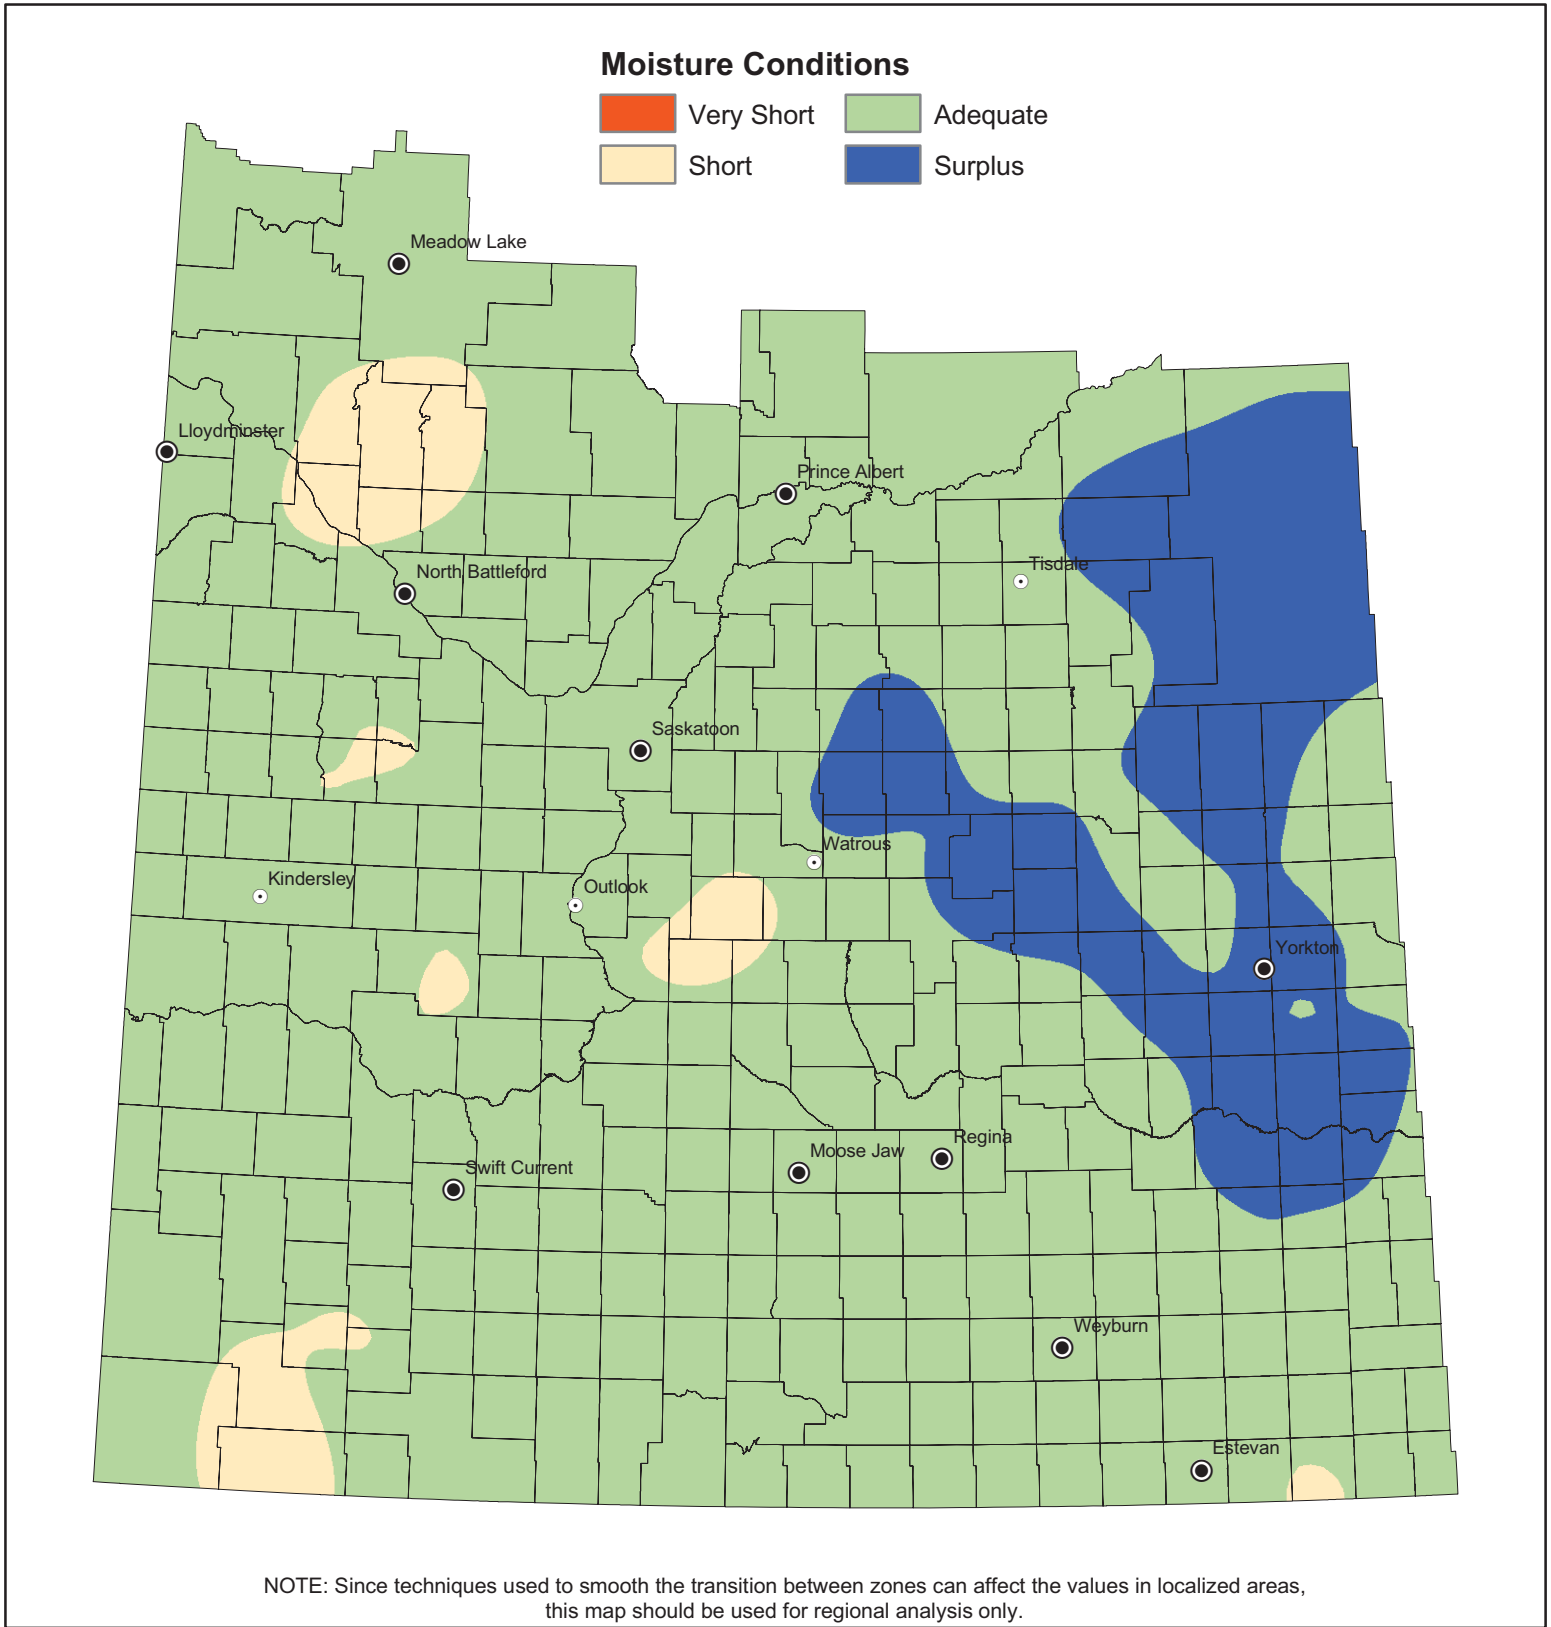 Moisture Conditions
Very Short
Adequate
Short
Surplus
Meadow Lake
Lloydminster
Prince Albert
Tisdale
North Battleford
Saskatoon
Watrous
Kindersley
Outlook
Yorkton
Regina
Moose Jaw
Swift Current
Weyburn
Estevan
NOTE: Since techniques used to smooth the transition between zones can affect the values in localized areas,
this map should be used for regional analysis only.